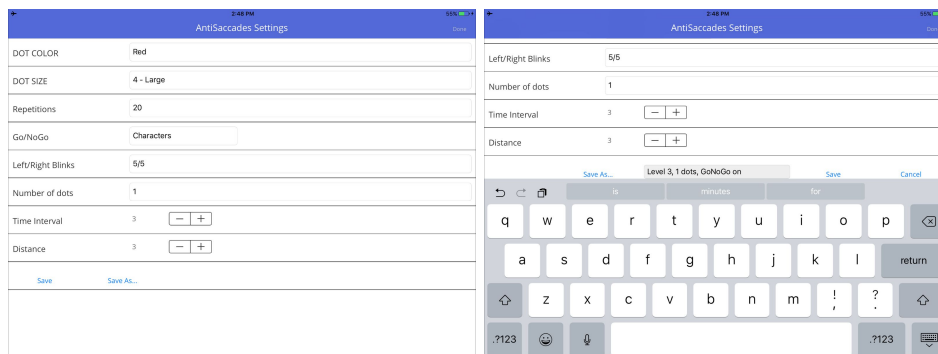 2:48 PM
55%
AntiSaccades Settings
Done
DOT COLOR Red
DOT SIZE 4 - Large
Repetitions 20
Go/NoGo Characters
Left/Right Blinks 5/5
Number of dots 1
Time Interval 3 − +
Distance 3 − +
Save Save As...
2:48 PM
55%
AntiSaccades Settings
Left/Right Blinks 5/5
Number of dots 1
Time Interval 3 − +
Distance 3 − +
Save As... Level 3, 1 dots, GoNoGo on Save Cancel
is minutes for
q w e r t y u i o p
a s d f g h j k l return
z x c v b n m ! , ? .
.?123 .?123